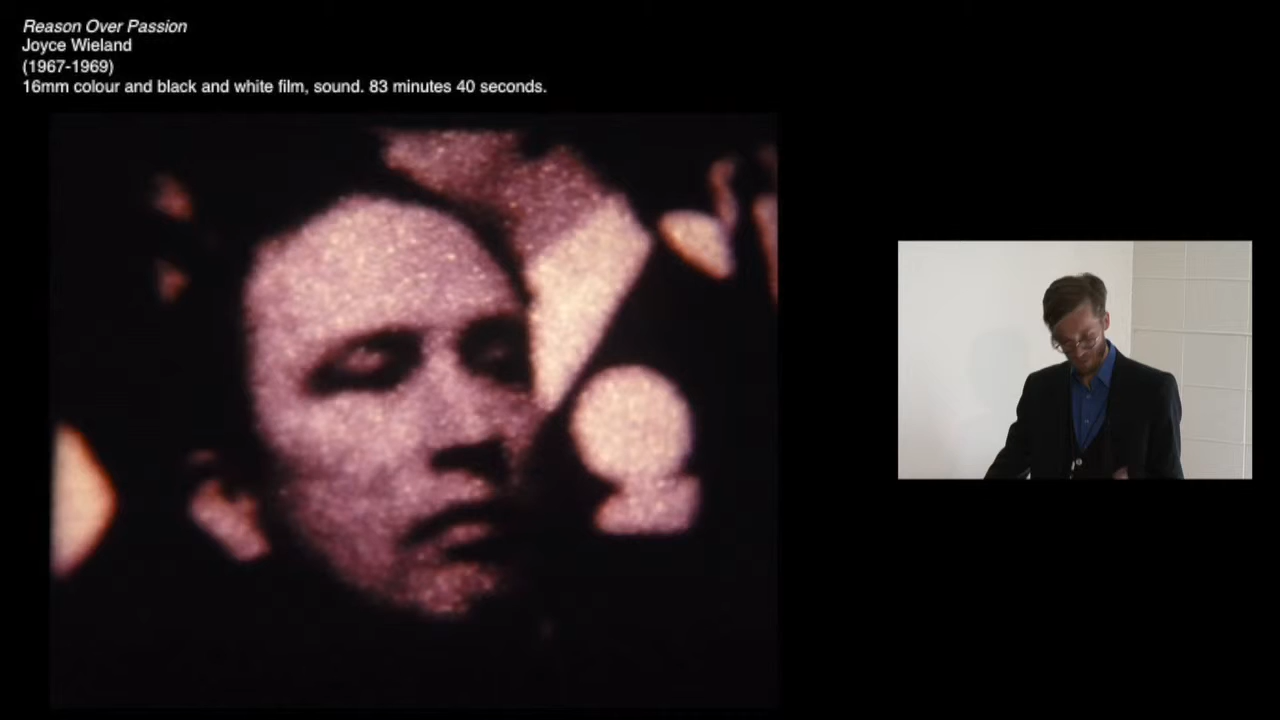 Reason Over Passion
Joyce Wieland
(1967-1969)
16mm colour and black and white film, sound. 83 minutes 40 seconds.